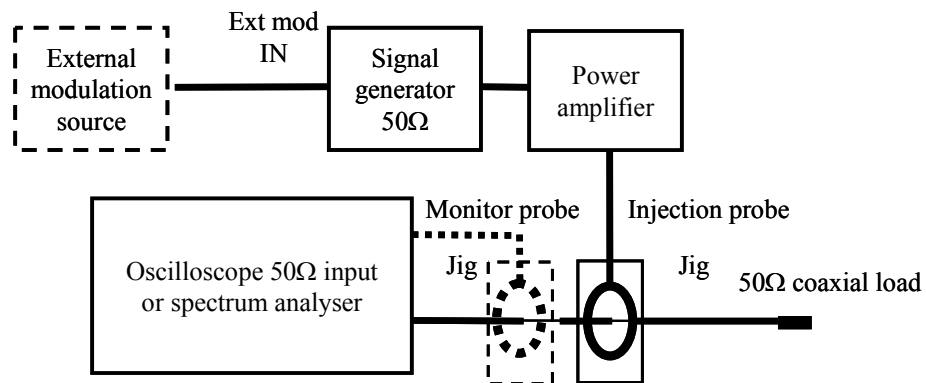 External
modulation
source
Ext mod
IN
Signal
generator
50Ω
Power
amplifier
Monitor probe
Injection probe
Oscilloscope 50Ω input
or spectrum analyser
Jig
Jig
50Ω coaxial load